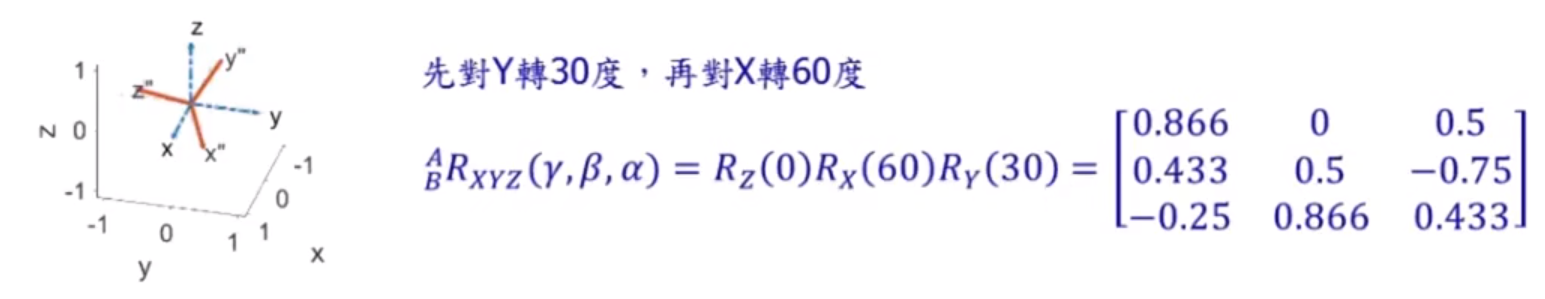 z
y"
1
z"
y
z 0
x
x"
-1
-1
0
-1
0
1
1
x
y
先對Y轉30度，再對X轉60度
^A_B R_{XYZ}(γ, β, α) = R_Z(0)R_X(60)R_Y(30) = [0.866 0 0.5
0.433 0.5 −0.75
−0.25 0.866 0.433]